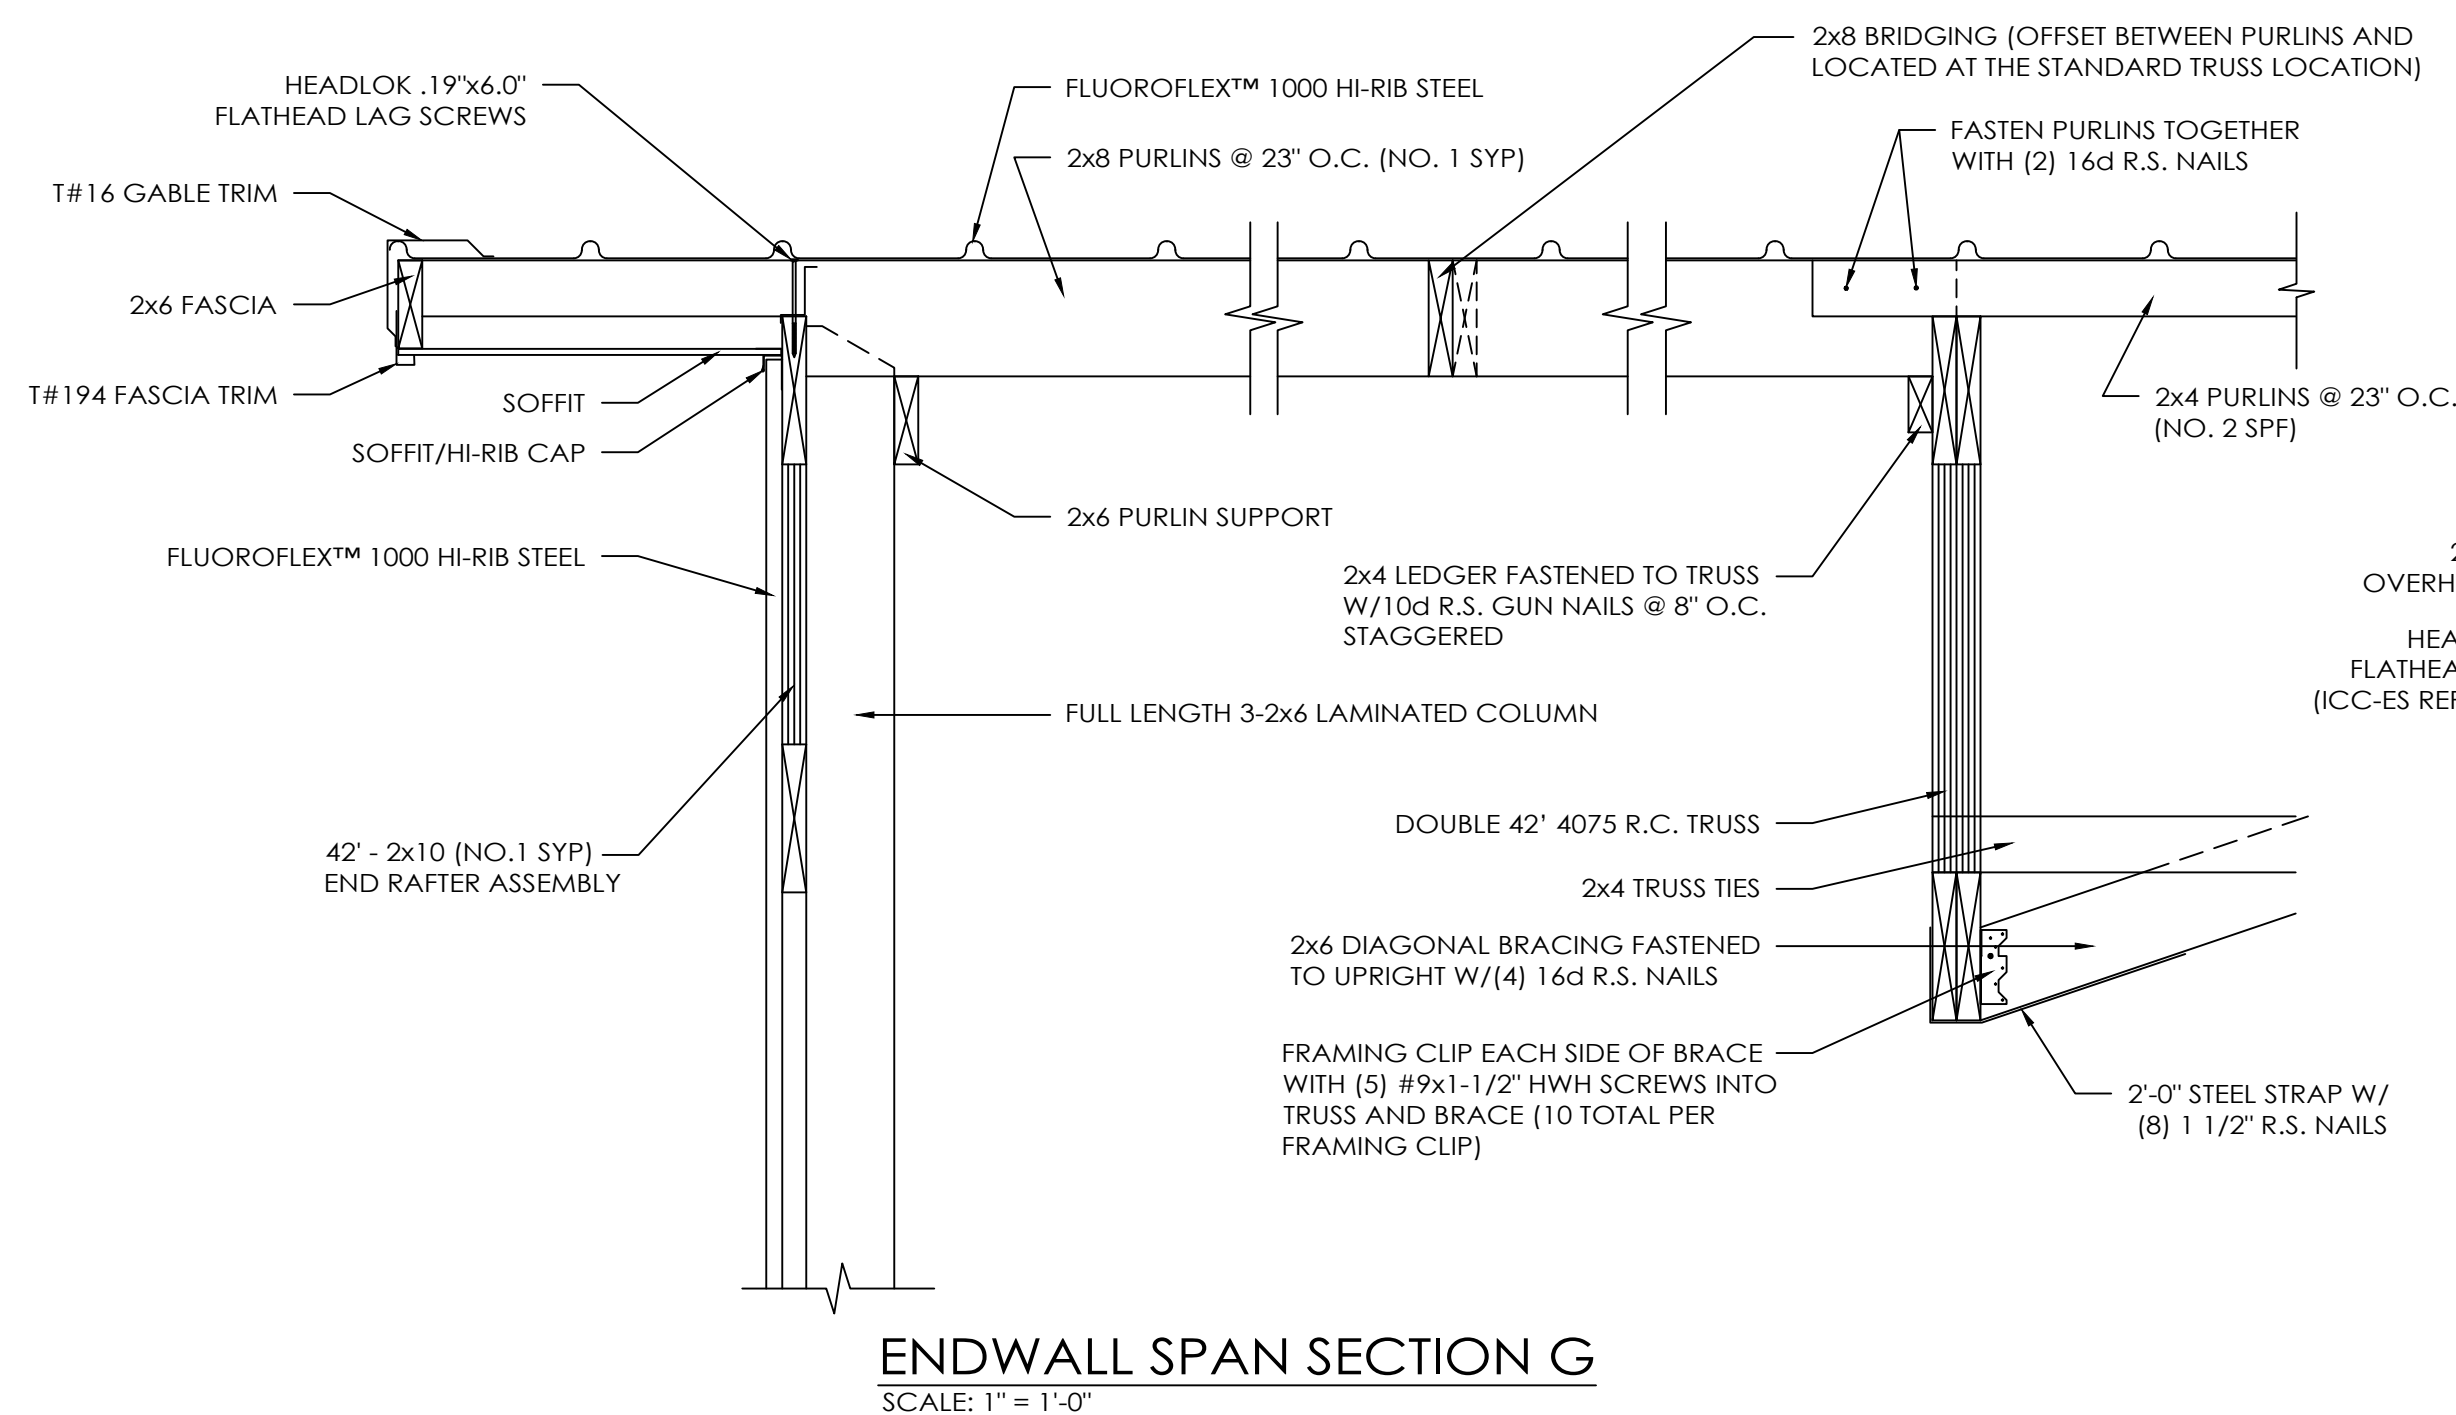 2x8 BRIDGING (OFFSET BETWEEN PURLINS AND
LOCATED AT THE STANDARD TRUSS LOCATION)
HEADLOK .19"x6.0"
FLATHEAD LAG SCREWS
FLUOROFLEX™ 1000 HI-RIB STEEL
FASTEN PURLINS TOGETHER
WITH (2) 16d R.S. NAILS
2x8 PURLINS @ 23" O.C. (NO. 1 SYP)
T#16 GABLE TRIM
2x6 FASCIA
T#194 FASCIA TRIM
SOFFIT
SOFFIT/HI-RIB CAP
2x4 PURLINS @ 23" O.C.
(NO. 2 SPF)
2x6 PURLIN SUPPORT
FLUOROFLEX™ 1000 HI-RIB STEEL
2x4 LEDGER FASTENED TO TRUSS
W/10d R.S. GUN NAILS @ 8" O.C.
STAGGERED
OVERH
HEA
FLATHEA
(ICC-ES REF
FULL LENGTH 3-2x6 LAMINATED COLUMN
42' - 2x10 (NO.1 SYP)
END RAFTER ASSEMBLY
DOUBLE 42' 4075 R.C. TRUSS
2x4 TRUSS TIES
2x6 DIAGONAL BRACING FASTENED
TO UPRIGHT W/(4) 16d R.S. NAILS
FRAMING CLIP EACH SIDE OF BRACE
WITH (5) #9x1-1/2" HWH SCREWS INTO
TRUSS AND BRACE (10 TOTAL PER
FRAMING CLIP)
2'-0" STEEL STRAP W/
(8) 1 1/2" R.S. NAILS
ENDWALL SPAN SECTION G
SCALE: 1" = 1'-0"